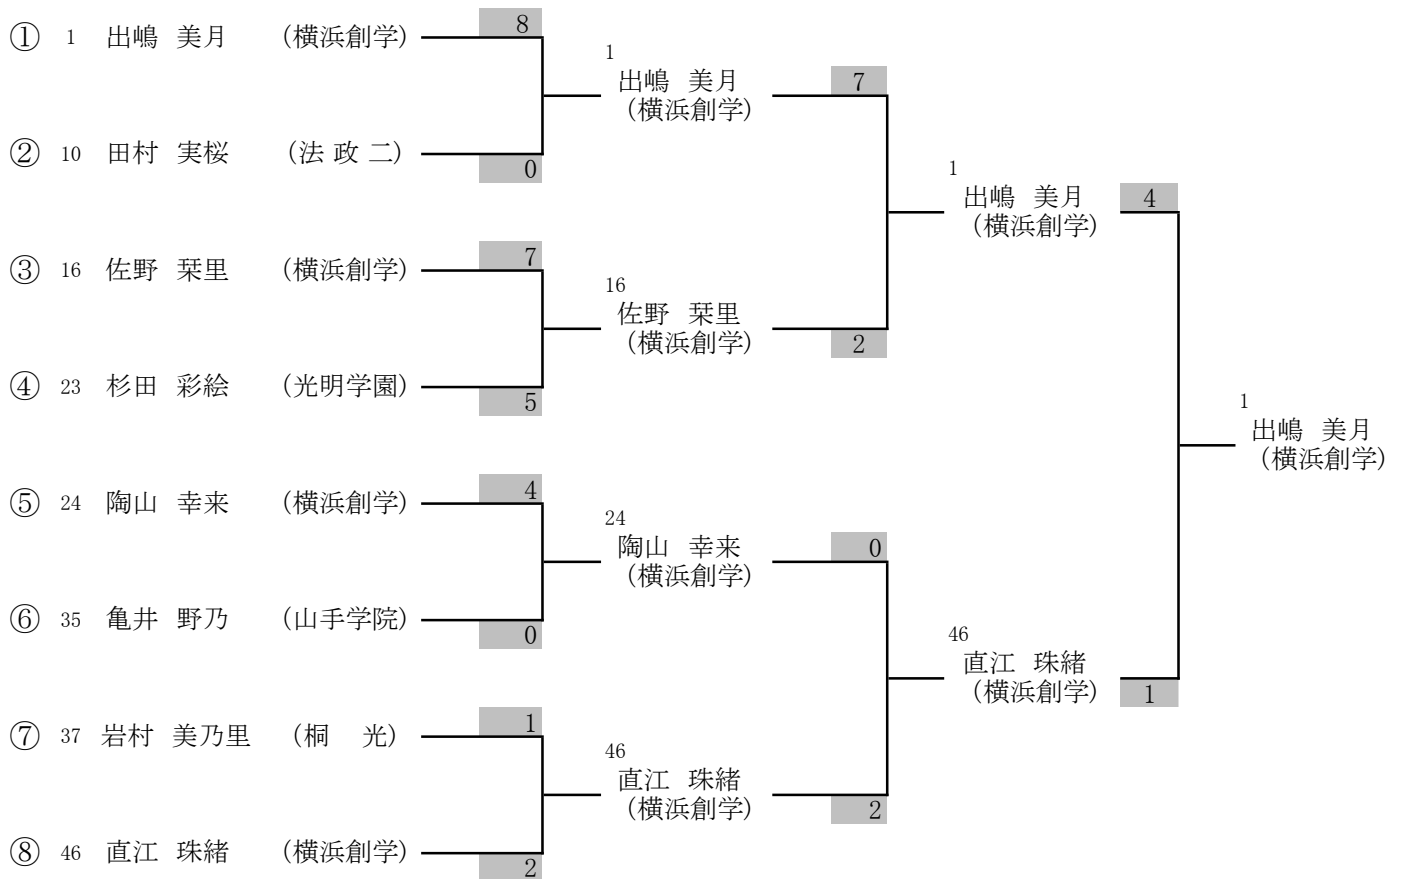 ① 1 出嶋 美月 (横浜創学) 8
1
出嶋 美月
(横浜創学)
7
② 10 田村 実桜 (法 政 二) 0
1
出嶋 美月
(横浜創学)
4
③ 16 佐野 栞里 (横浜創学) 7
16
佐野 栞里
(横浜創学)
2
④ 23 杉田 彩絵 (光明学園) 5
1
出嶋 美月
(横浜創学)
⑤ 24 陶山 幸来 (横浜創学) 4
24
陶山 幸来
(横浜創学)
0
⑥ 35 亀井 野乃 (山手学院) 0
46
直江 珠緒
(横浜創学)
1
⑦ 37 岩村 美乃里 (桐 光) 1
46
直江 珠緒
(横浜創学)
2
⑧ 46 直江 珠緒 (横浜創学) 2